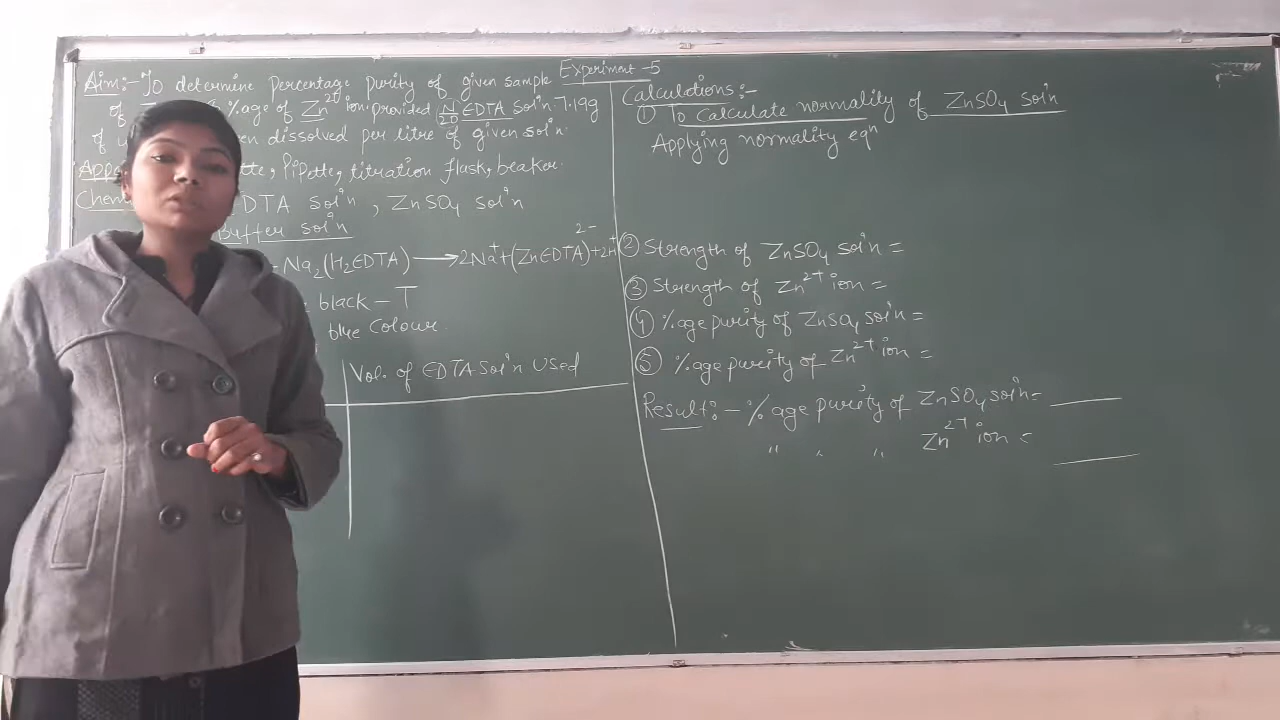 Experiment -5
Aim:- To determine percentage purity of given sample
of %age of Zn2+ ion. provided N/20 EDTA Soln 7.19g
of dissolved per litre of given soln.
Pipette, titration flask, beaker.
EDTA Soln, ZnSO4 Soln
Buffer soln
Na2(H2EDTA) → 2Na+ + (ZnEDTA)2- + 2H+
black - T
blue Colour.
Vol. of EDTA Soln Used
Calculations:-
① To Calculate normality of ZnSO4 soln
Applying normality eqn
② Strength of ZnSO4 soln =
③ Strength of Zn2+ ion =
④ %age purity of ZnSO4 soln =
⑤ %age purity of Zn2+ ion =
Result:- %age purity of ZnSO4 soln = ____
" " " Zn2+ ion = ____